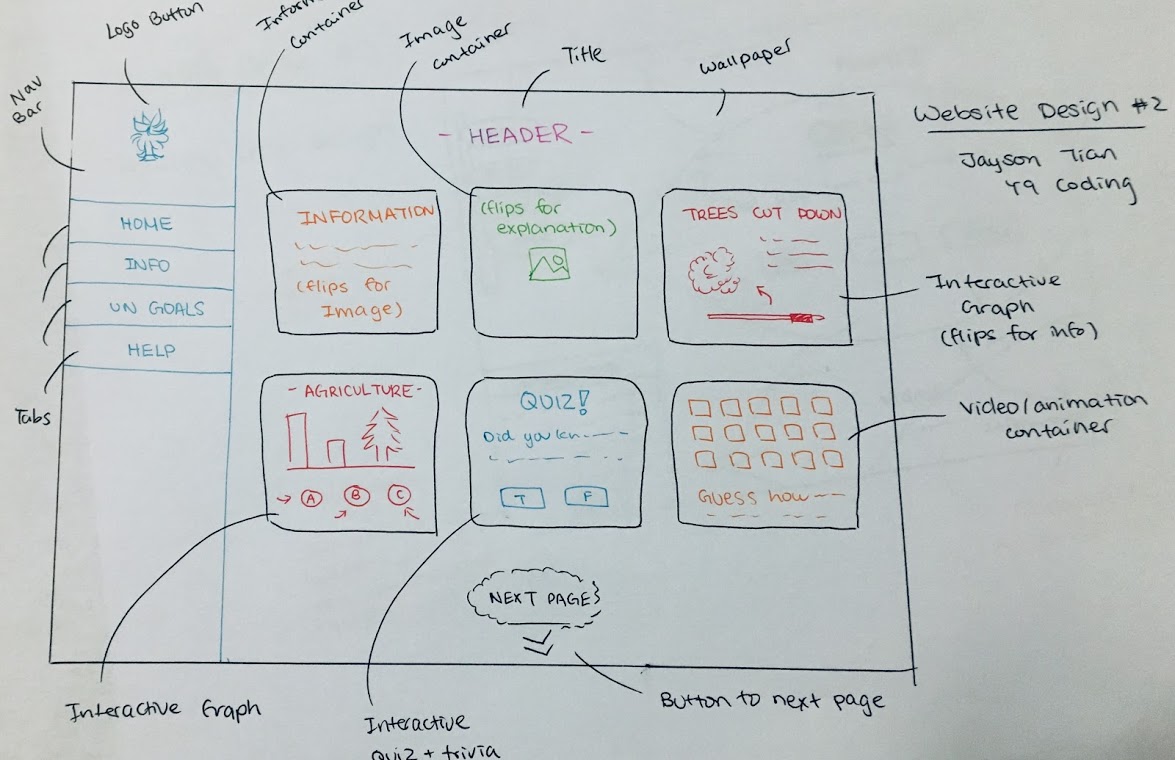 Logo Button
container
Image
container
Title
Wallpaper
Nav
Bar
Website Design #2
Jayson Tian
Y9 Coding
- HEADER -
HOME
INFO
UN GOALS
HELP
Tabs
INFORMATION
(flips for
Image)
(flips for
explanation)
TREES CUT DOWN
Interactive
Graph
(flips for info)
- AGRICULTURE -
A
B
C
QUIZ!
Did you kn
T
F
Guess how
Video/animation
container
NEXT PAGE
Interactive Graph
Interactive
Quiz + trivia
Button to next page